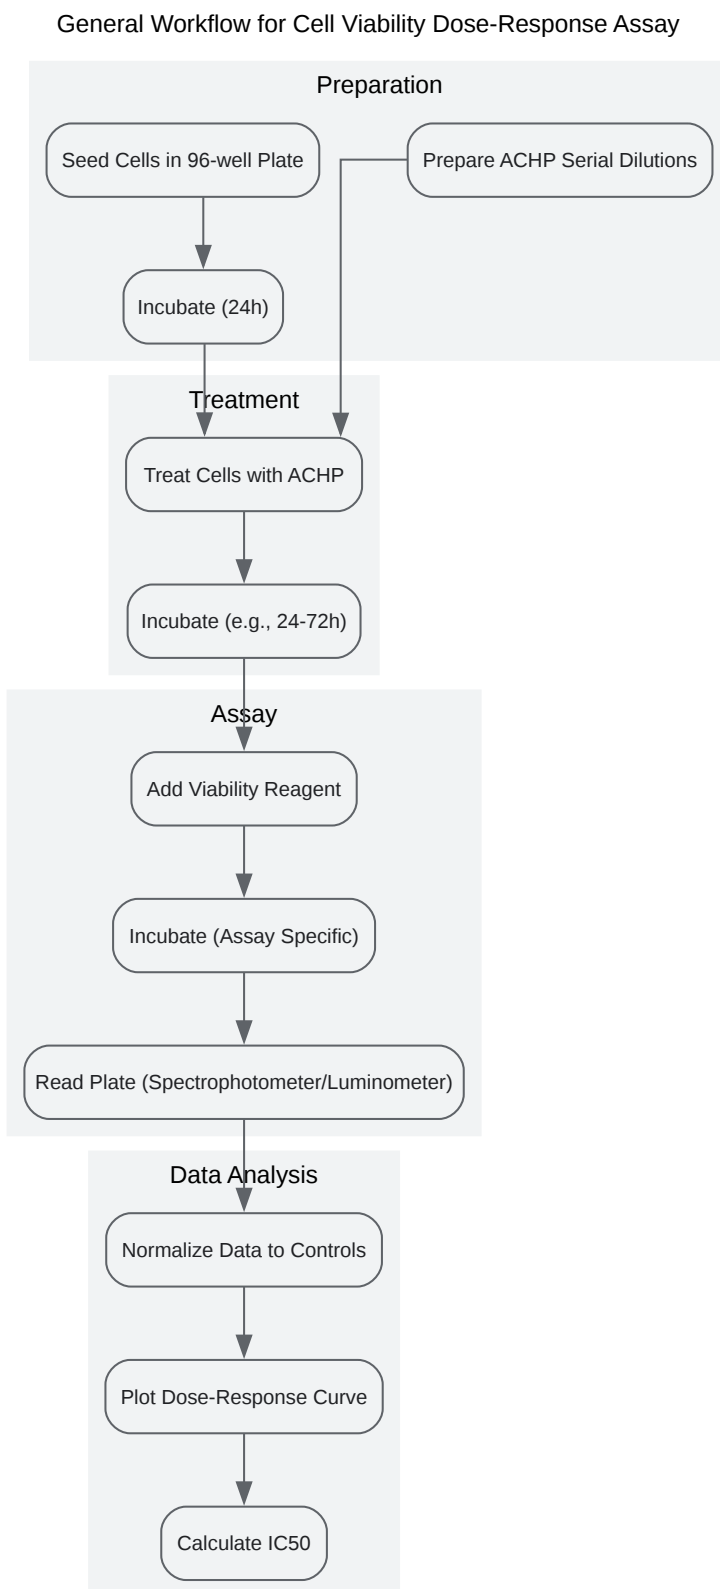 General Workflow for Cell Viability Dose-Response Assay
Preparation
Seed Cells in 96-well Plate
Prepare ACHP Serial Dilutions
Incubate (24h)
Treatment
Treat Cells with ACHP
Incubate (e.g., 24-72h)
Assay
Add Viability Reagent
Incubate (Assay Specific)
Read Plate (Spectrophotometer/Luminometer)
Data Analysis
Normalize Data to Controls
Plot Dose-Response Curve
Calculate IC50